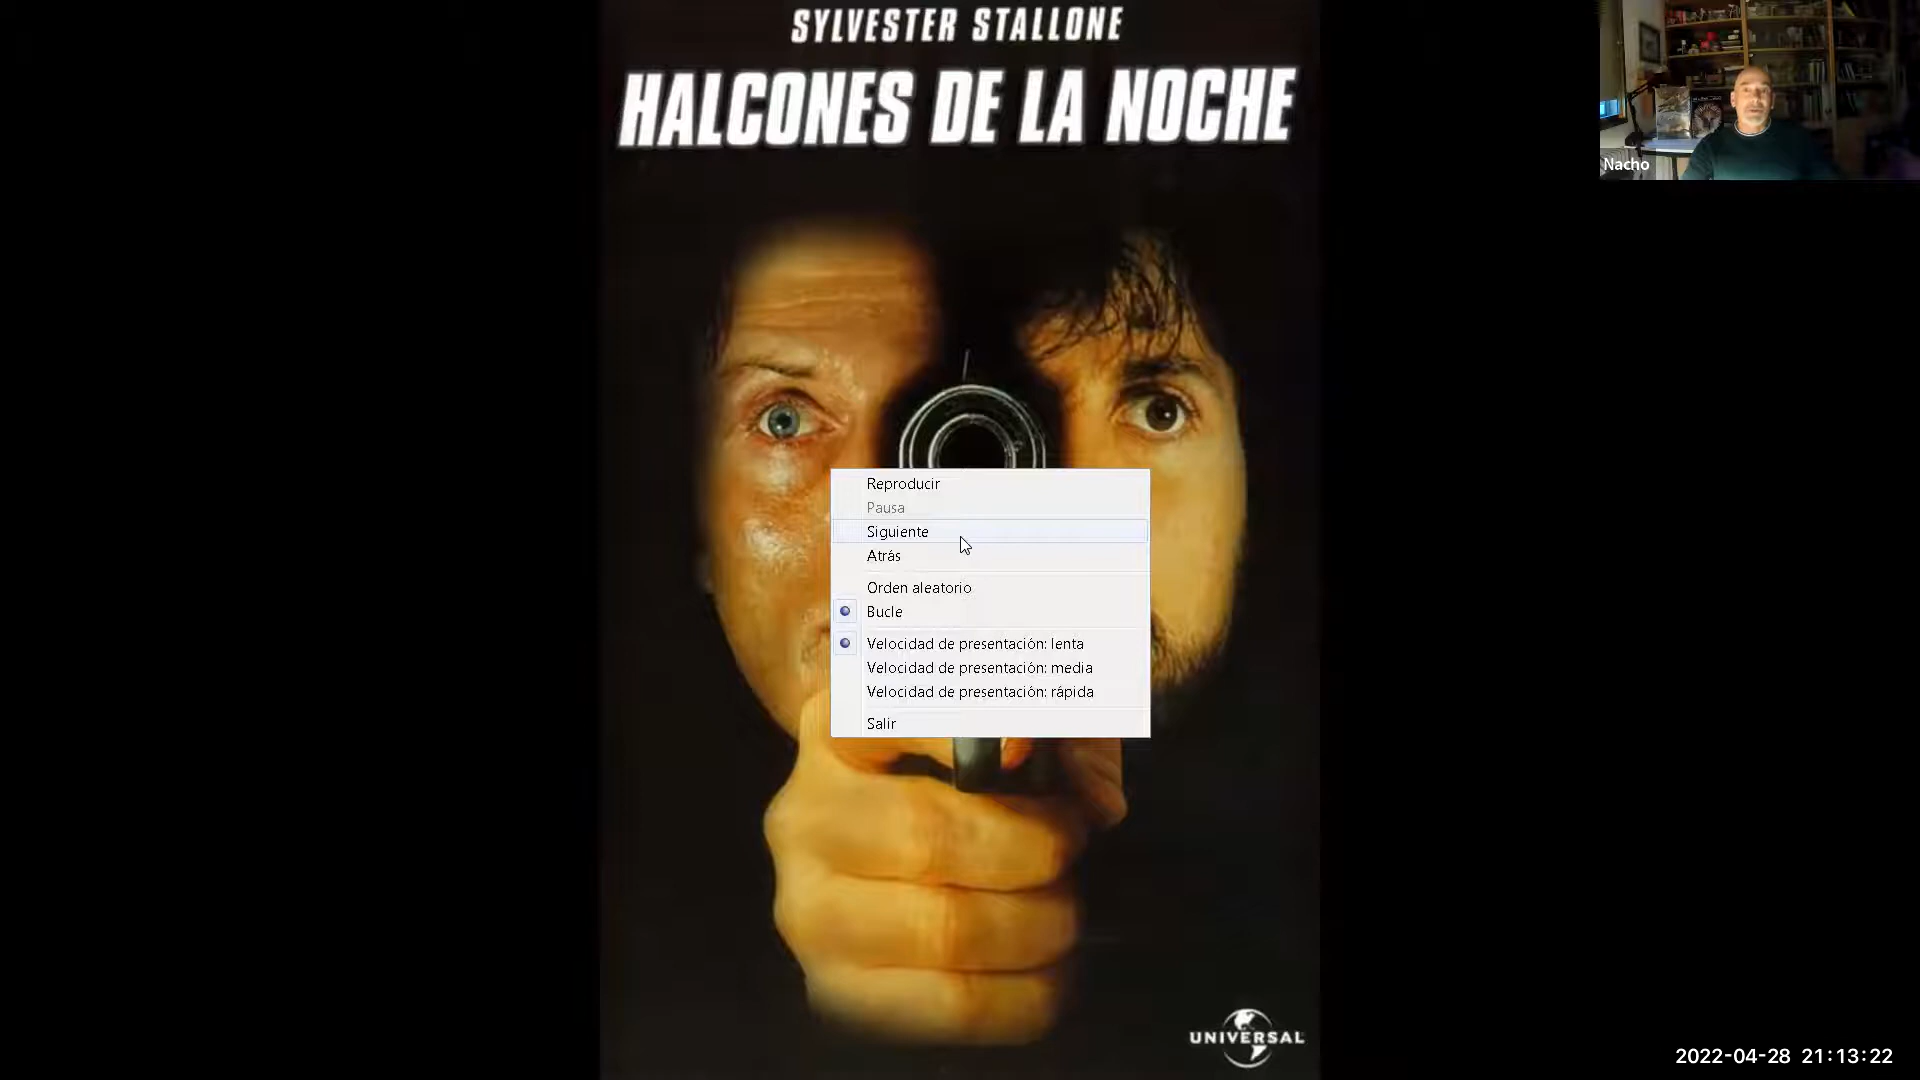 SYLVESTER STALLONE
HALCONES DE LA NOCHE
Nacho
Reproducir
Pausa
Siguiente
Atrás
Orden aleatorio
Bucle
Velocidad de presentación: lenta
Velocidad de presentación: media
Velocidad de presentación: rápida
Salir
UNIVERSAL
2022-04-28 21:13:22